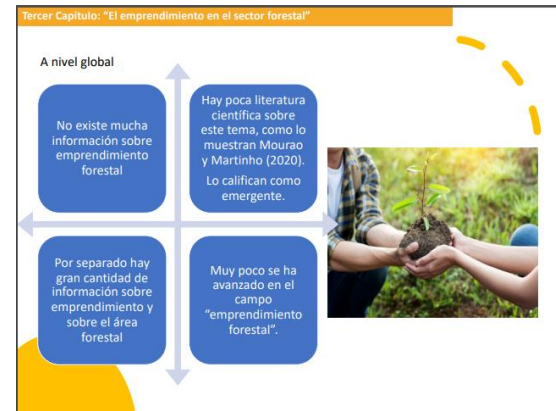 Tercer Capítulo: "El emprendimiento en el sector forestal"
A nivel global
No existe mucha
información sobre
emprendimiento
forestal
Hay poca literatura
científica sobre
este tema, como lo
muestran Mourao
y Martinho (2020).
Lo califican como
emergente.
Por separado hay
gran cantidad de
información sobre
emprendimiento y
sobre el área
forestal
Muy poco se ha
avanzado en el
campo
"emprendimiento
forestal".